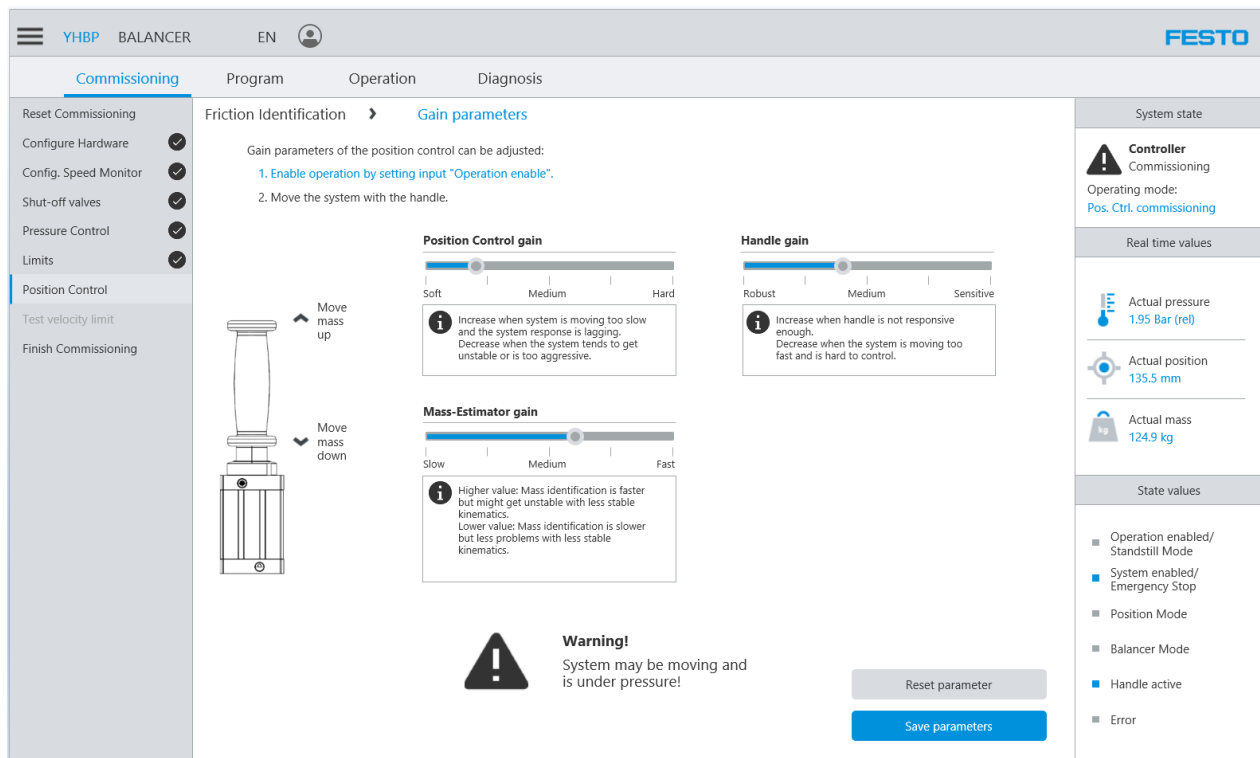 YHBP BALANCER EN FESTO
Commissioning Program Operation Diagnosis
Reset Commissioning
Configure Hardware
Config. Speed Monitor
Shut-off valves
Pressure Control
Limits
Position Control
Test velocity limit
Finish Commissioning
Friction Identification Gain parameters
Gain parameters of the position control can be adjusted:
1. Enable operation by setting input "Operation enable".
2. Move the system with the handle.
Move
mass
up
Move
mass
down
Position Control gain
Soft Medium Hard
Increase when system is moving too slow
and the system response is lagging.
Decrease when the system tends to get
unstable or is too aggressive.
Handle gain
Robust Medium Sensitive
Increase when handle is not responsive
enough.
Decrease when the system is moving too
fast and is hard to control.
Mass-Estimator gain
Slow Medium Fast
Higher value: Mass identification is faster
but might get unstable with less stable
kinematics.
Lower value: Mass identification is slower
but less problems with less stable
kinematics.
Warning!
System may be moving and
is under pressure!
Reset parameter
Save parameters
System state
Controller
Commissioning
Operating mode:
Pos. Ctrl. commissioning
Real time values
Actual pressure
1.95 Bar (rel)
Actual position
135.5 mm
kg
Actual mass
124.9 kg
State values
Operation enabled/
Standstill Mode
System enabled/
Emergency Stop
Position Mode
Balancer Mode
Handle active
Error